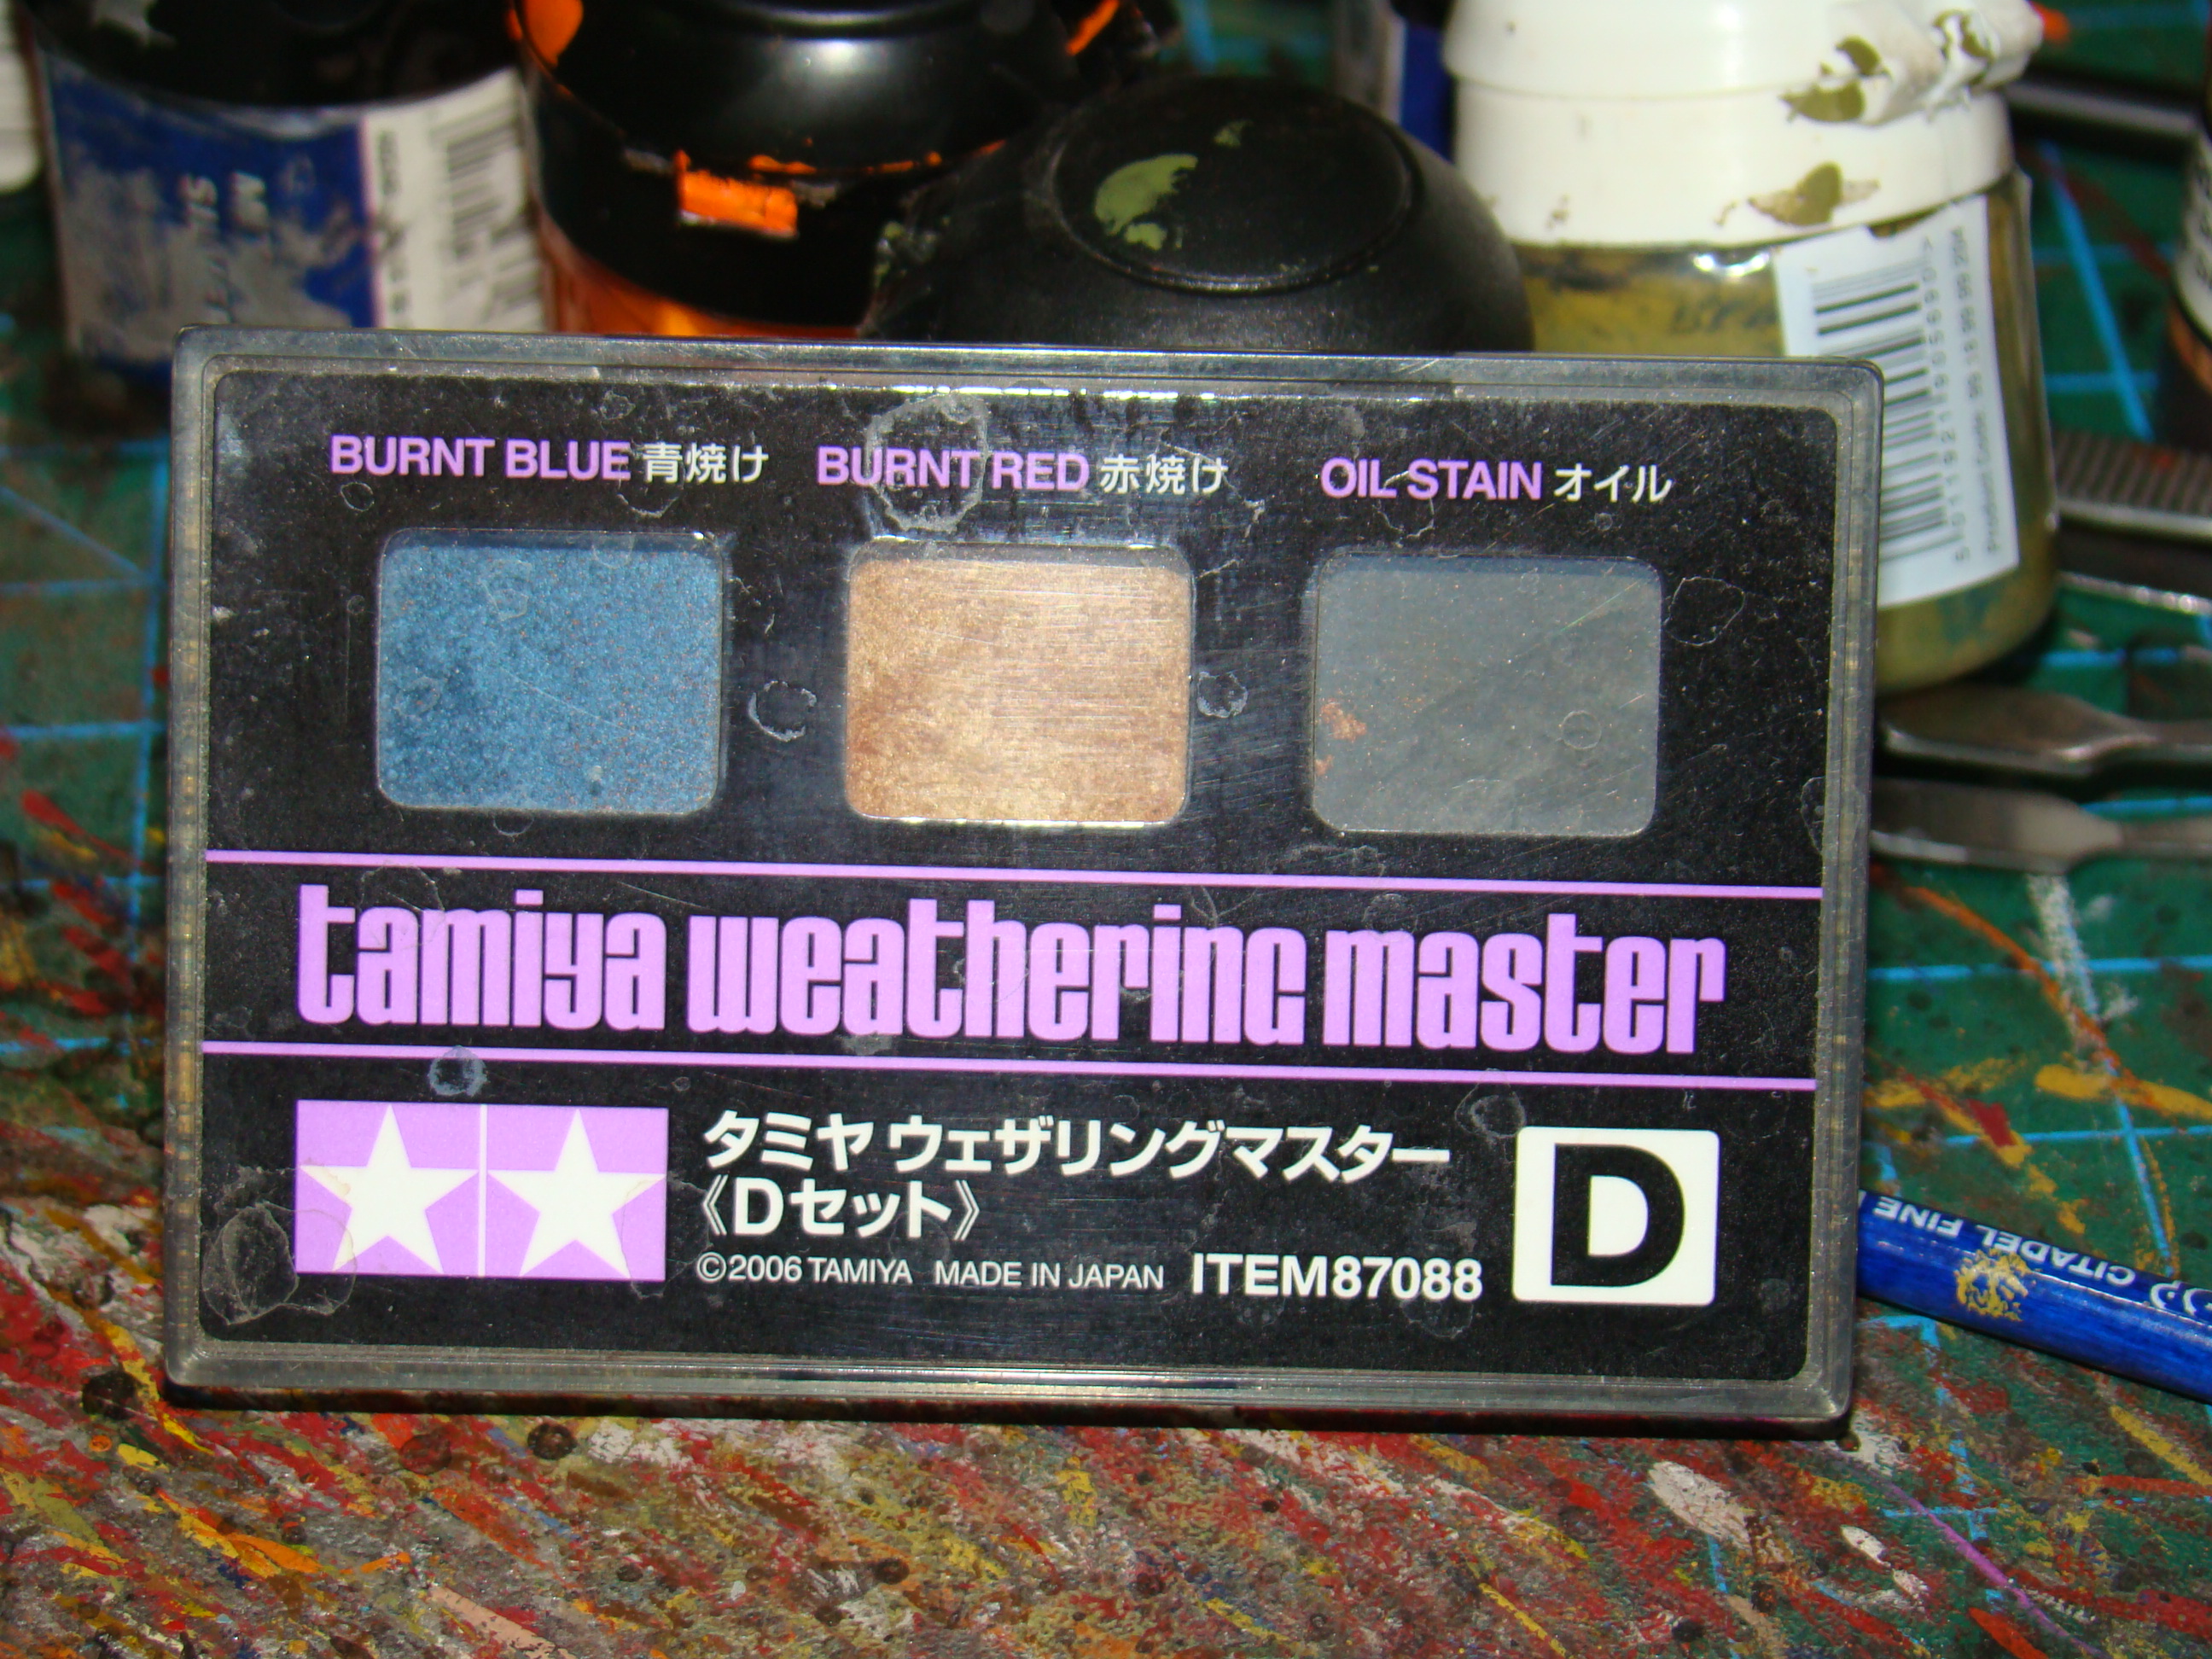 BURNT BLUE 青焼け BURNT RED 赤焼け OIL STAIN オイル
tamiya weathering master
タミヤ ウェザリングマスター
《Dセット》
©2006 TAMIYA MADE IN JAPAN ITEM87088
D
CITADEL FINE